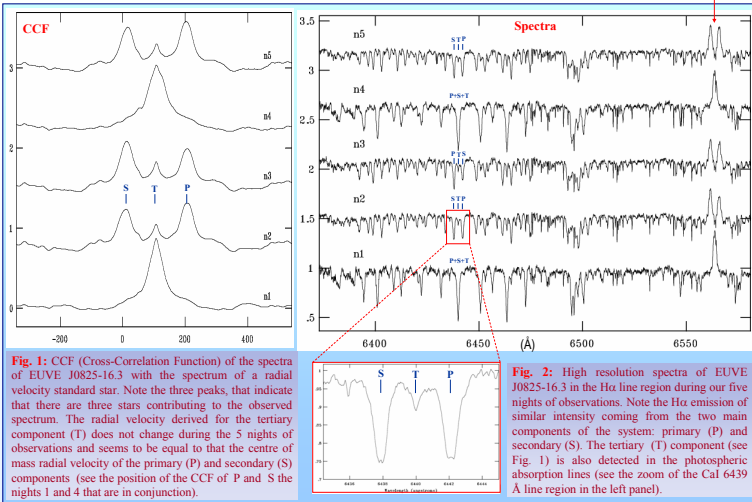 CCF
n5
n4
n3
S T P
n2
n1
3
2
1
0
-200 0 200 400
Fig. 1: CCF (Cross-Correlation Function) of the spectra
of EUVE J0825-16.3 with the spectrum of a radial
velocity standard star. Note the three peaks, that indicate
that there are three stars contributing to the observed
spectrum. The radial velocity derived for the tertiary
component (T) does not change during the 5 nights of
observations and seems to be equal to that the centre of
mass radial velocity of the primary (P) and secondary (S)
components (see the position of the CCF of P and S the
nights 1 and 4 that are in conjunction).
Spectra
3.5
3
2.5
2
1.5
1
.5
n5
S T P
n4
P+S+T
n3
P T S
n2
S T P
n1
P+S+T
6400 6450 (Å) 6500 6550
S T P
Wavelength (angstroms)
Fig. 2: High resolution spectra of EUVE
J0825-16.3 in the Hα line region during our five
nights of observations. Note the Hα emission of
similar intensity coming from the two main
components of the system: primary (P) and
secondary (S). The tertiary (T) component (see
Fig. 1) is also detected in the photospheric
absorption lines (see the zoom of the CaI 6439
Å line region in the left panel).